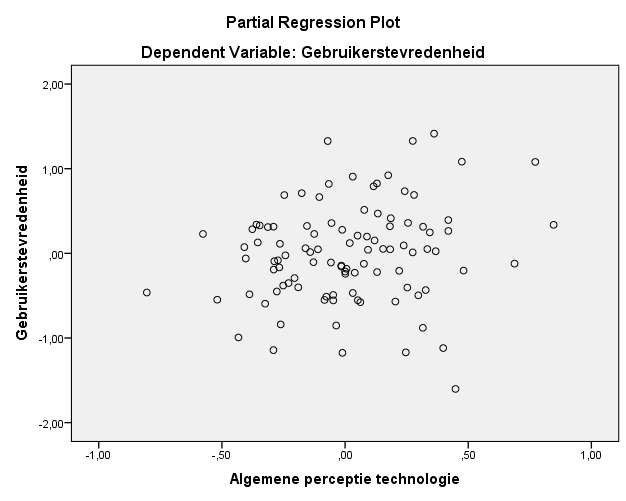 Partial Regression Plot
Dependent Variable: Gebruikerstevredenheid
Gebruikerstevredenheid
2,00
1,00
,00
-1,00
-2,00
-1,00
-,50
,00
,50
1,00
Algemene perceptie technologie